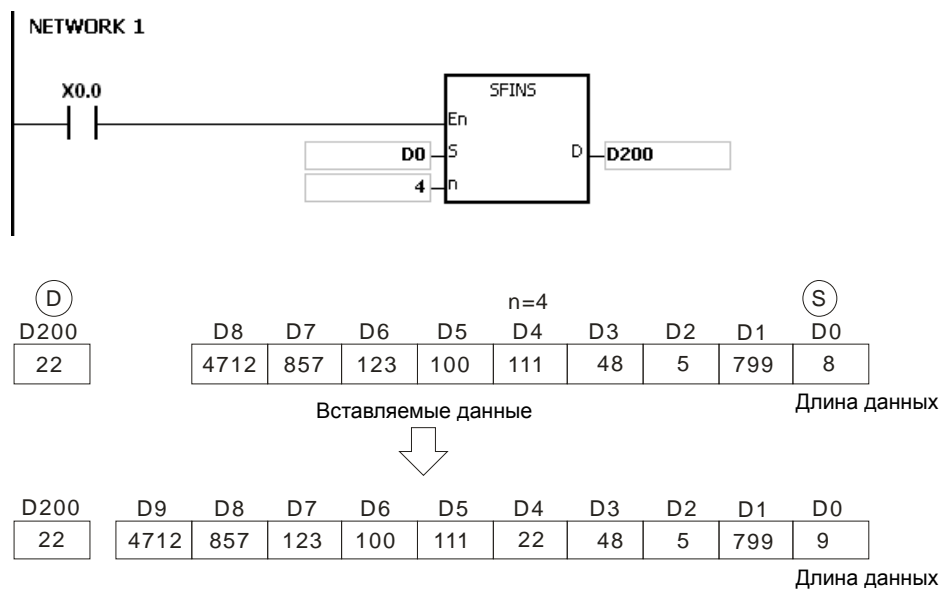 NETWORK 1
X0.0
SFINS
En
D0 S D D200
4 n
D n=4 S
D200 D8 D7 D6 D5 D4 D3 D2 D1 D0
22 4712 857 123 100 111 48 5 799 8
Вставляемые данные Длина данных
D200 D9 D8 D7 D6 D5 D4 D3 D2 D1 D0
22 4712 857 123 100 111 22 48 5 799 9
Длина данных